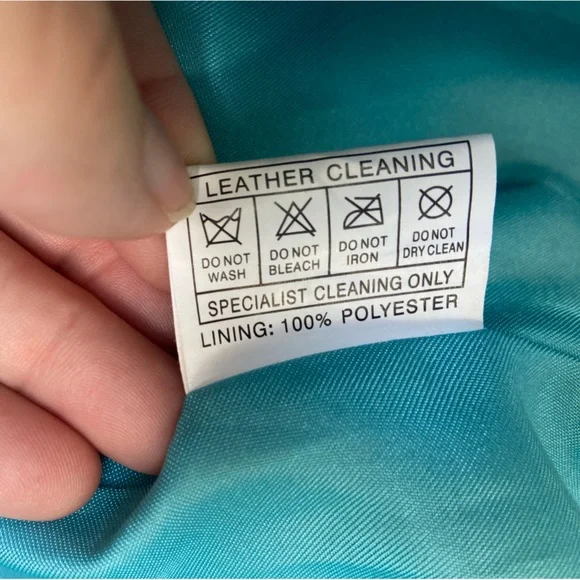 LEATHER CLEANING
DO NOT WASH
DO NOT BLEACH
DO NOT IRON
DO NOT DRY CLEAN
SPECIALIST CLEANING ONLY
LINING: 100% POLYESTER